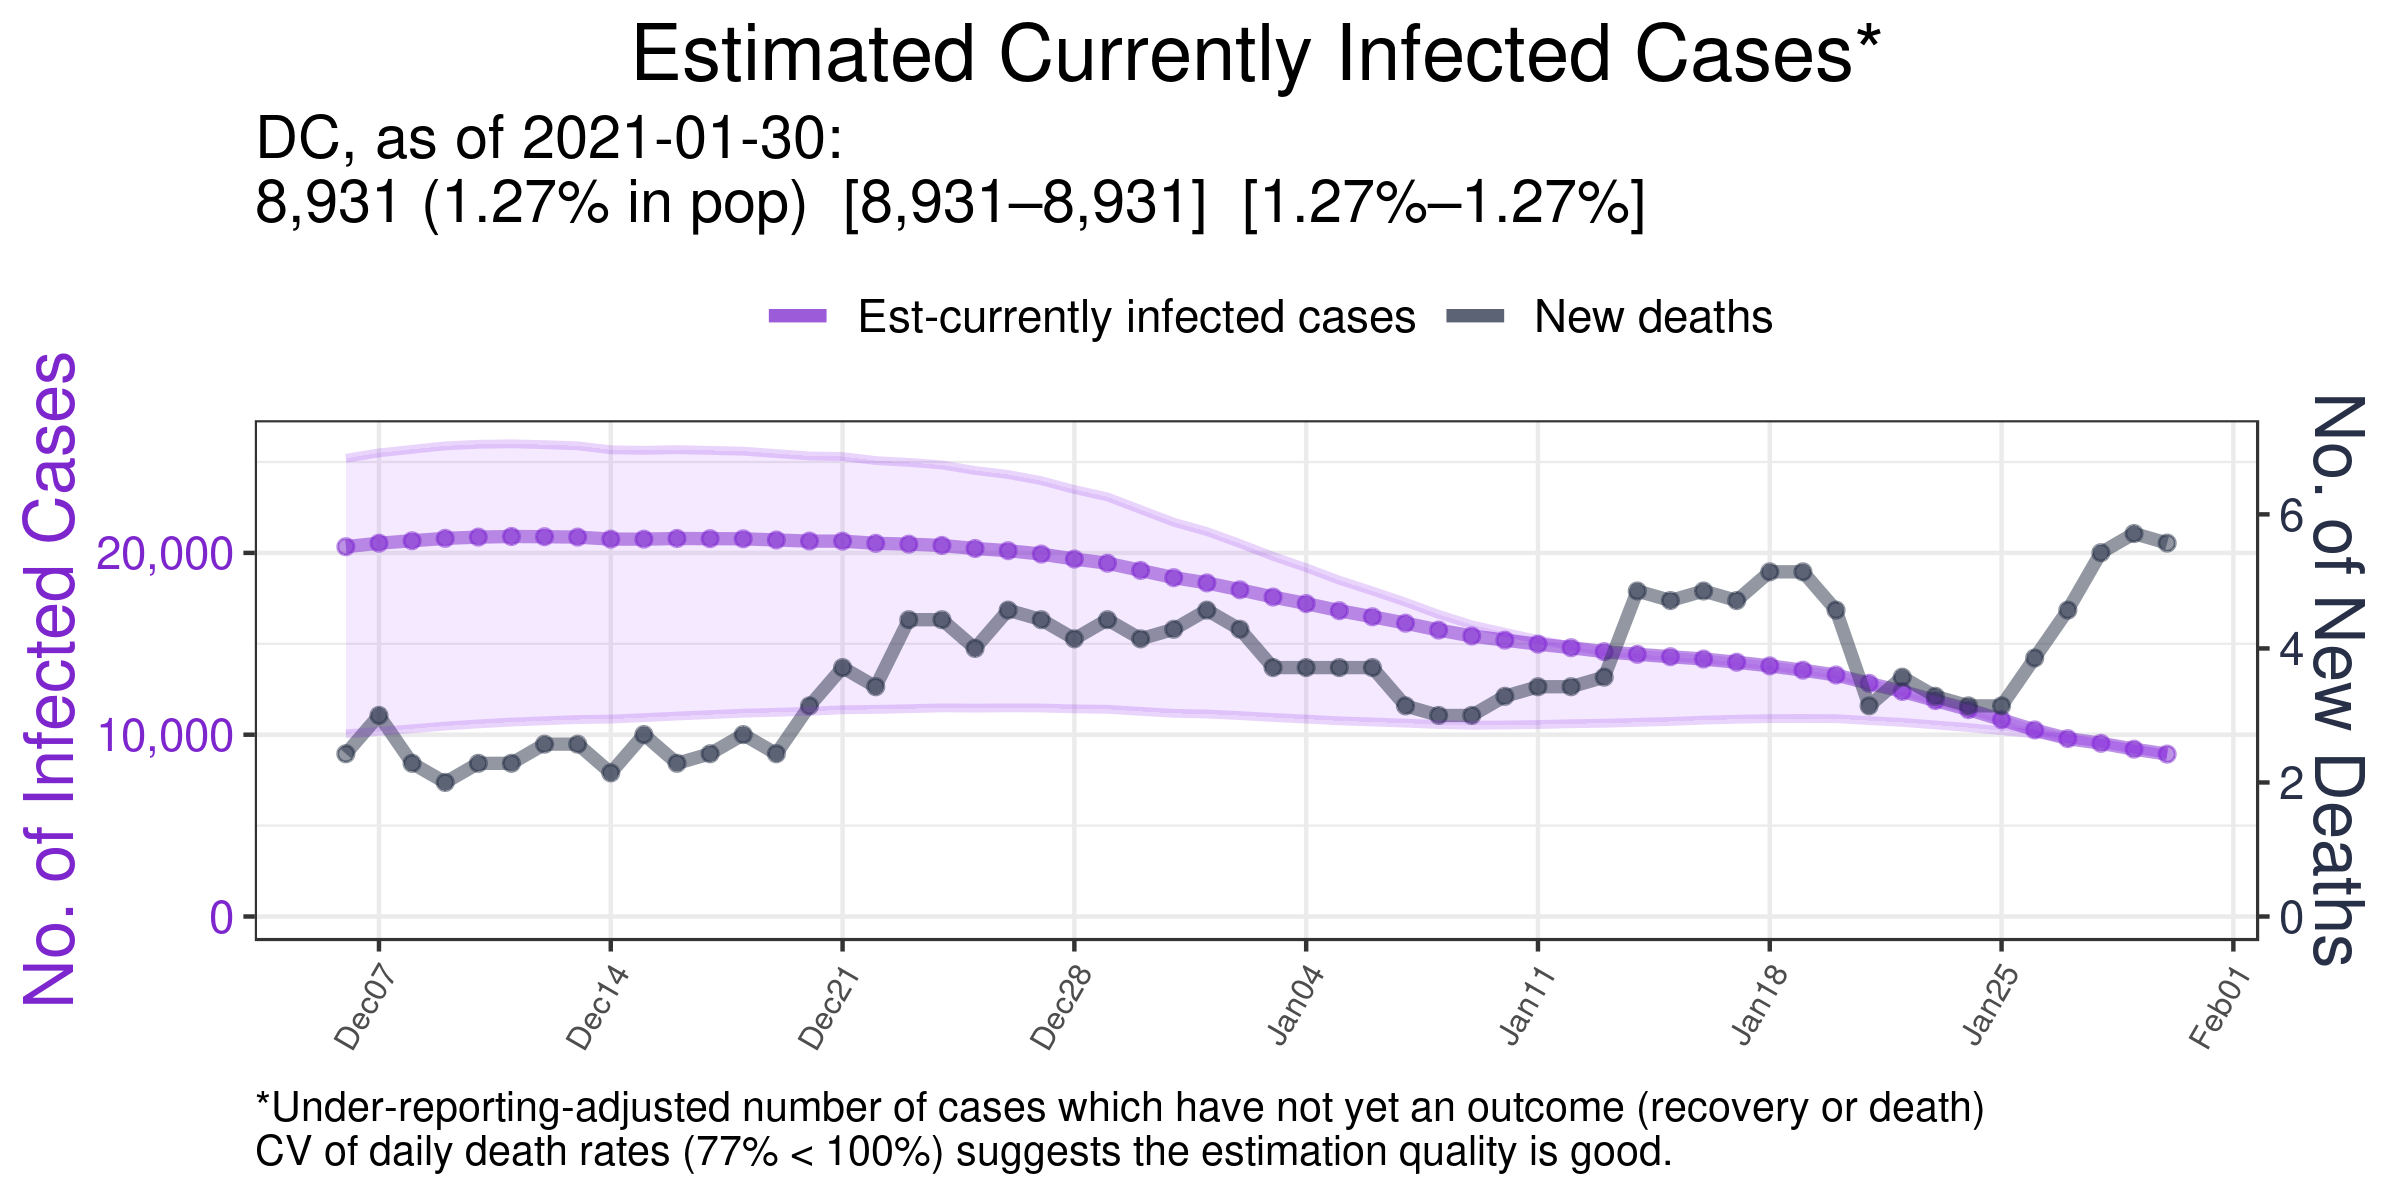 Estimated Currently Infected Cases*
DC, as of 2021-01-30:
8,931 (1.27% in pop)  [8,931–8,931]  [1.27%–1.27%]
Est-currently infected cases
New deaths
No. of Infected Cases
20,000
10,000
0
No. of New Deaths
6
4
2
0
Dec07
Dec14
Dec21
Dec28
Jan04
Jan11
Jan18
Jan25
Feb01
*Under-reporting-adjusted number of cases which have not yet an outcome (recovery or death)
CV of daily death rates (77% < 100%) suggests the estimation quality is good.